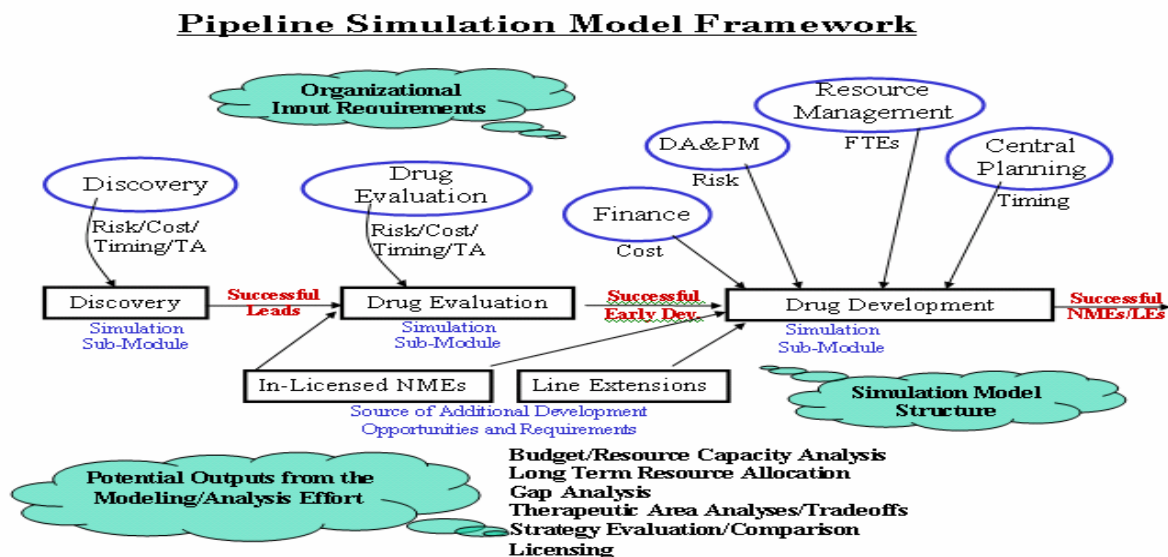 Pipeline Simulation Model Framework
Organizational
Input Requirements
Resource
Management
FTEs
DA&PM
Risk
Central
Planning
Timing
Discovery
Risk/Cost/
Timing/TA
Drug
Evaluation
Risk/Cost/
Timing/TA
Finance
Cost
Discovery
Simulation
Sub-Module
Successful
Leads
Drug Evaluation
Simulation
Sub-Module
Successful
Early Dev.
Drug Development
Simulation
Sub-Module
Successful
NMEs/LEs
In-Licensed NMEs
Line Extensions
Source of Additional Development
Opportunities and Requirements
Simulation Model
Structure
Potential Outputs from the
Modeling/Analysis Effort
Budget/Resource Capacity Analysis
Long Term Resource Allocation
Gap Analysis
Therapeutic Area Analyses/Tradeoffs
Strategy Evaluation/Comparison
Licensing